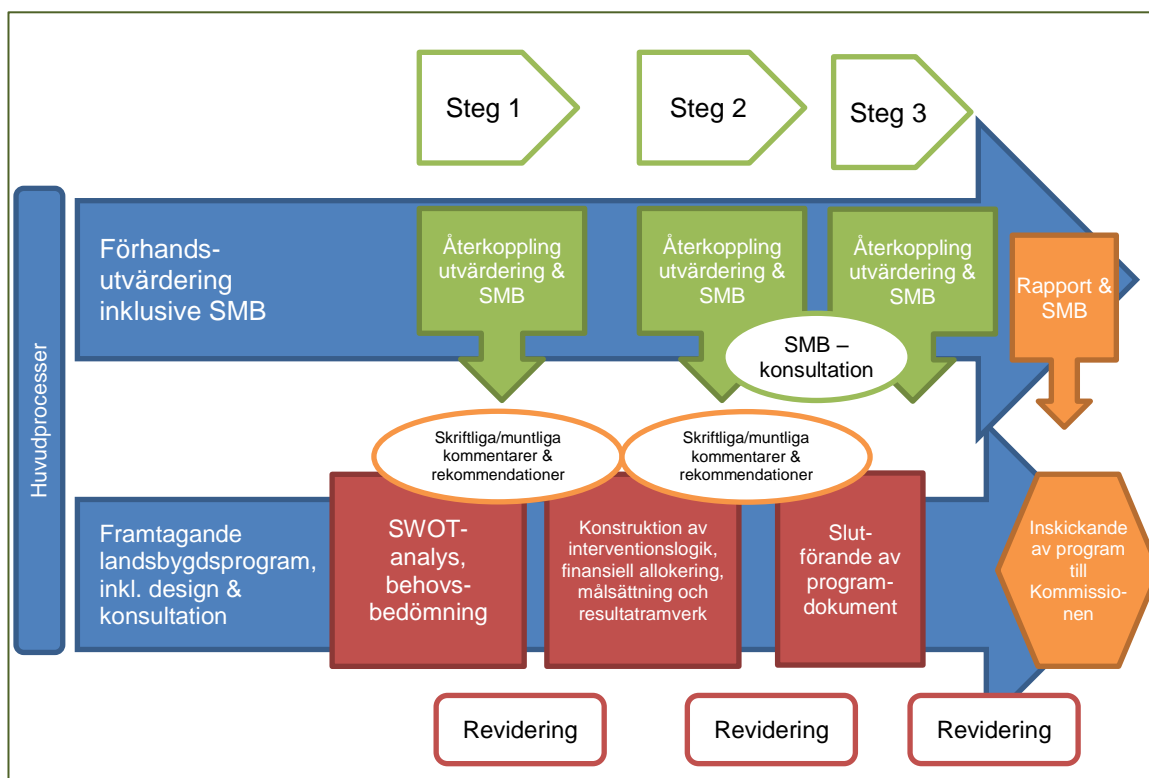 Steg 1
Steg 2
Steg 3
Huvudprocesser
Förhands-
utvärdering
inklusive SMB
Återkoppling
utvärdering &
SMB
Återkoppling
utvärdering &
SMB
Återkoppling
utvärdering &
SMB
Rapport &
SMB
SMB –
konsultation
Skriftliga/muntliga
kommentarer &
rekommendationer
Skriftliga/muntliga
kommentarer &
rekommendationer
Framtagande
landsbygdsprogram,
inkl. design &
konsultation
SWOT-
analys,
behovs-
bedömning
Konstruktion av
interventionslogik,
finansiell allokering,
målsättning och
resultatramverk
Slut-
förande av
program-
dokument
Inskickande
av program
till
Kommissio-
nen
Revidering
Revidering
Revidering